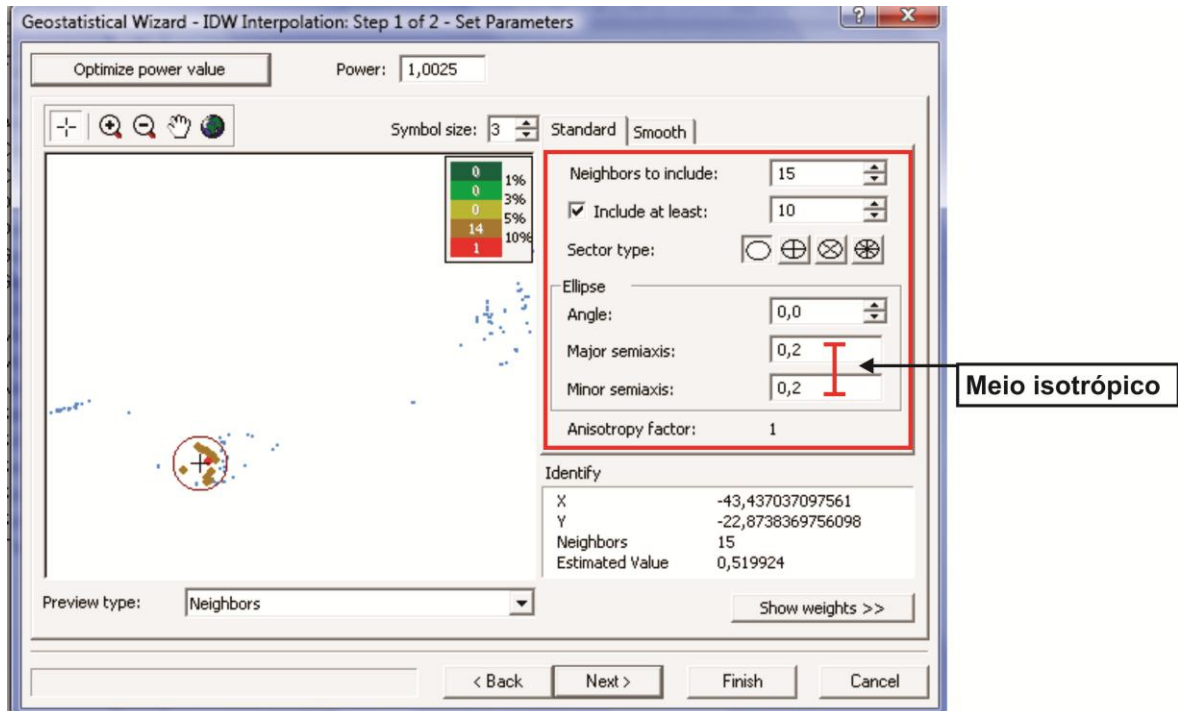 Geostatistical Wizard - IDW Interpolation: Step 1 of 2 - Set Parameters
Optimize power value
Power: 1,0025
Symbol size: 3
Standard
Smooth
0
1%
0
3%
0
5%
14
10%
1
Neighbors to include: 15
Include at least: 10
Sector type:
Ellipse
Angle: 0,0
Major semiaxis: 0,2
Minor semiaxis: 0,2
Anisotropy factor: 1
Meio isotrópico
Identify
X -43,437037097561
Y -22,8738369756098
Neighbors 15
Estimated Value 0,519924
Preview type: Neighbors
Show weights >>
< Back
Next >
Finish
Cancel